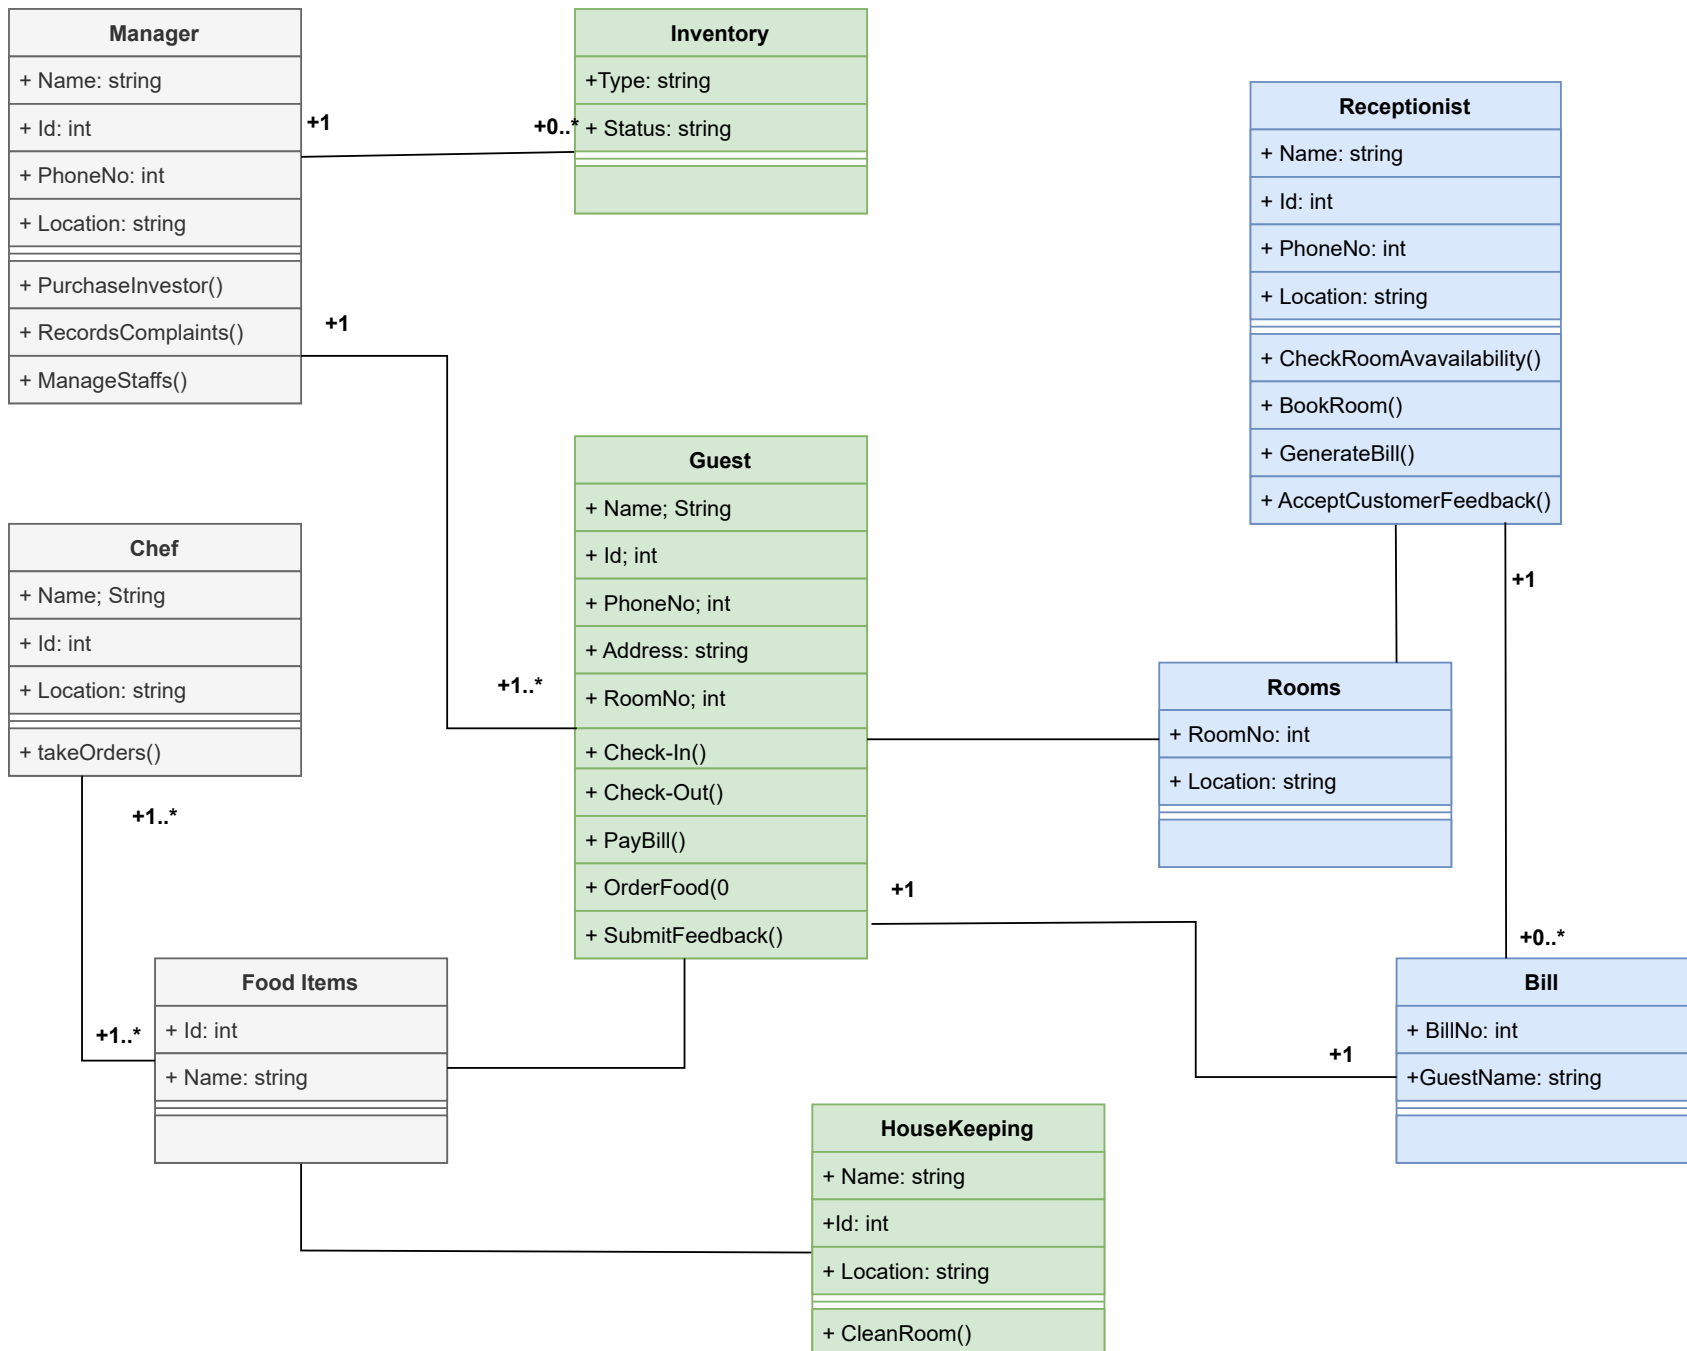 Manager
+ Name: string
+ Id: int
+ PhoneNo: int
+ Location: string
+ PurchaseInvestor()
+ RecordsComplaints()
+ ManageStaffs()
+1
+0..*
Inventory
+Type: string
+ Status: string
+1
+1..*
Receptionist
+ Name: string
+ Id: int
+ PhoneNo: int
+ Location: string
+ CheckRoomAvavailability()
+ BookRoom()
+ GenerateBill()
+ AcceptCustomerFeedback()
+1
+0..*
Guest
+ Name; String
+ Id; int
+ PhoneNo; int
+ Address: string
+ RoomNo; int
+ Check-In()
+ Check-Out()
+ PayBill()
+ OrderFood(0
+ SubmitFeedback()
+1
+1
Chef
+ Name; String
+ Id: int
+ Location: string
+ takeOrders()
+1..*
+1..*
Rooms
+ RoomNo: int
+ Location: string
Food Items
+ Id: int
+ Name: string
Bill
+ BillNo: int
+GuestName: string
HouseKeeping
+ Name: string
+Id: int
+ Location: string
+ CleanRoom()